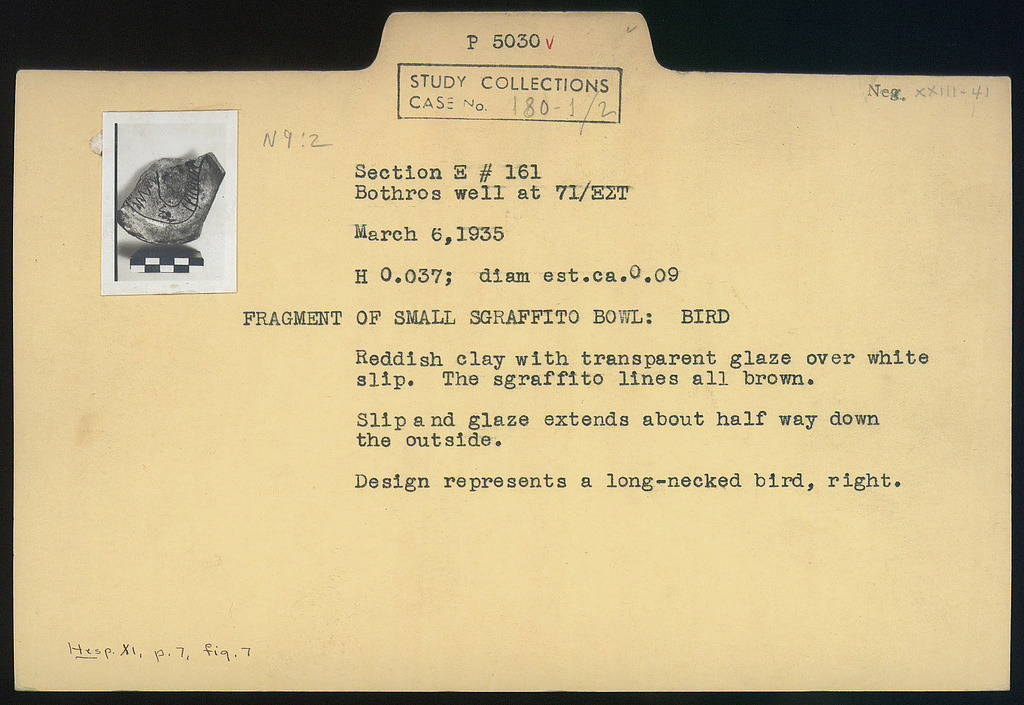 P 5030 v
STUDY COLLECTIONS
CASE No. 180-1/2
Neg. XXIII-41
N9:2
Section Ξ # 161
Bothros well at 71/ΕΣΤ
March 6,1935
H 0.037; diam est.ca.0.09
FRAGMENT OF SMALL SGRAFFITO BOWL: BIRD
Reddish clay with transparent glaze over white
slip. The sgraffito lines all brown.
Slip and glaze extends about half way down
the outside.
Design represents a long-necked bird, right.
Hesp. XI, p.7, fig.7